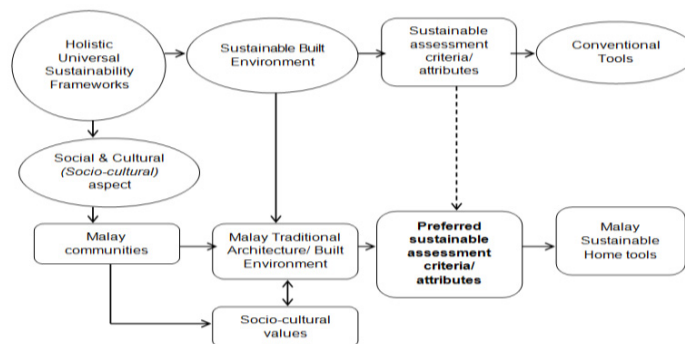 Holistic
Universal
Sustainability
Frameworks
Sustainable Built
Environment
Sustainable
assessment
criteria/
attributes
Conventional
Tools
Social & Cultural
(Socio-cultural)
aspect
Malay
communities
Malay Traditional
Architecture/ Built
Environment
Preferred
sustainable
assessment
criteria/
attributes
Malay
Sustainable
Home tools
Socio-cultural
values